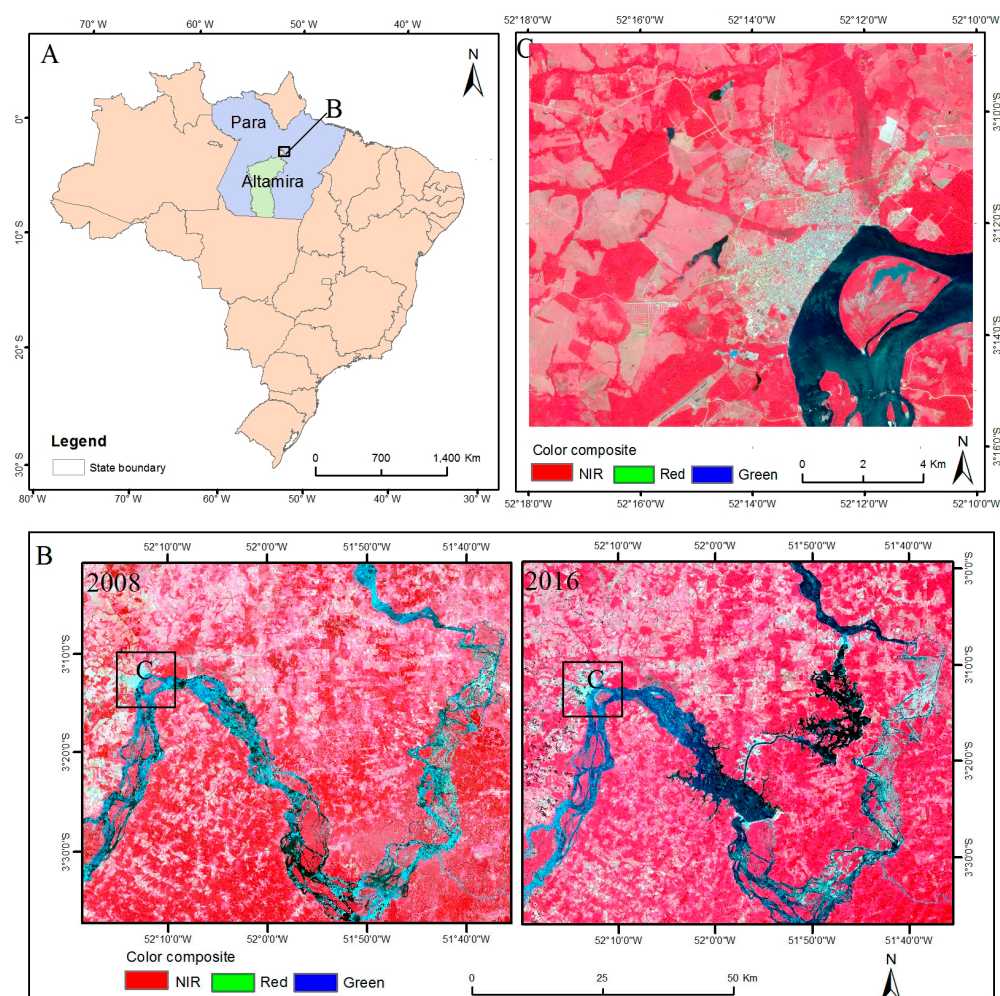 70° W 60° W 50° W 40° W
A
N
Para
B
Altamira
0°
10° S
20° S
30° S
Legend
State boundary
0 700 1,400 Km
80° W 70° W 60° W 50° W 40° W 30° W
52°18'0"W 52°16'0"W 52°14'0"W 52°12'0"W 52°10'0"W
C
3°10'0"S
3°12'0"S
3°14'0"S
3°16'0"S
Color composite
NIR Red Green
0 2 4 Km
N
52°18'0"W 52°16'0"W 52°14'0"W 52°12'0"W 52°10'0"W
B
52°10'0"W 52°0'0"W 51°50'0"W 51°40'0"W
2008
C
3°10'0"S
3°20'0"S
3°30'0"S
52°10'0"W 52°0'0"W 51°50'0"W 51°40'0"W
52°10'0"W 52°0'0"W 51°50'0"W 51°40'0"W
2016
C
3°0'0"S
3°10'0"S
3°20'0"S
3°30'0"S
52°10'0"W 52°0'0"W 51°50'0"W 51°40'0"W
Color composite
NIR Red Green
0 25 50 Km
N